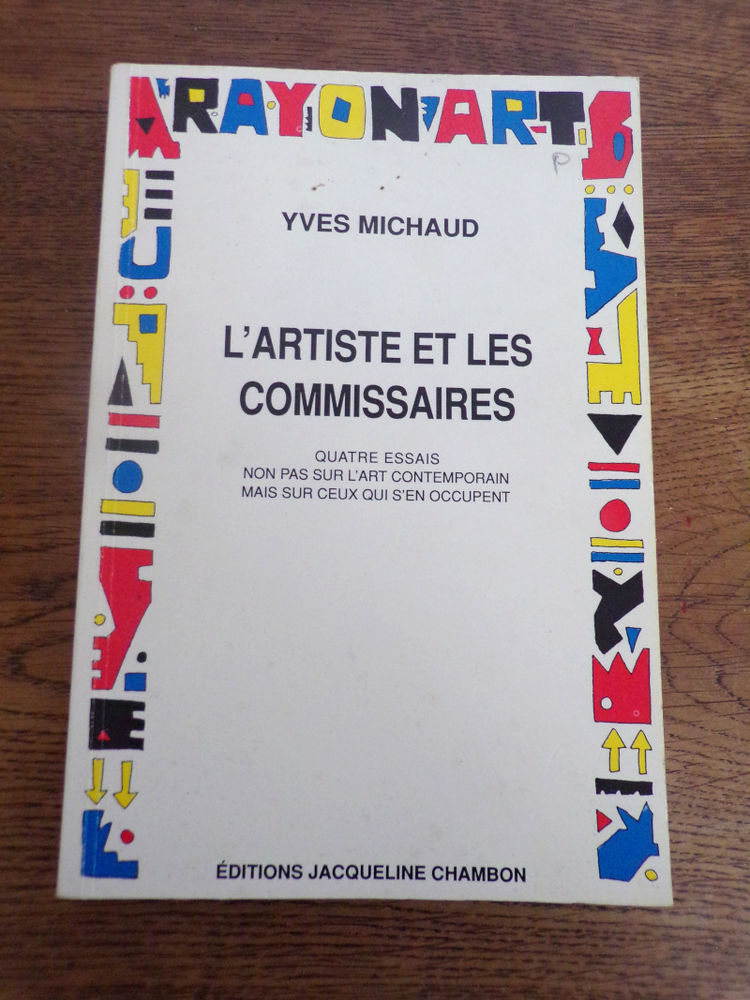 RAYON ART
P
YVES MICHAUD
L'ARTISTE ET LES
COMMISSAIRES
QUATRE ESSAIS
NON PAS SUR L'ART CONTEMPORAIN
MAIS SUR CEUX QUI S'EN OCCUPENT
ÉDITIONS JACQUELINE CHAMBON